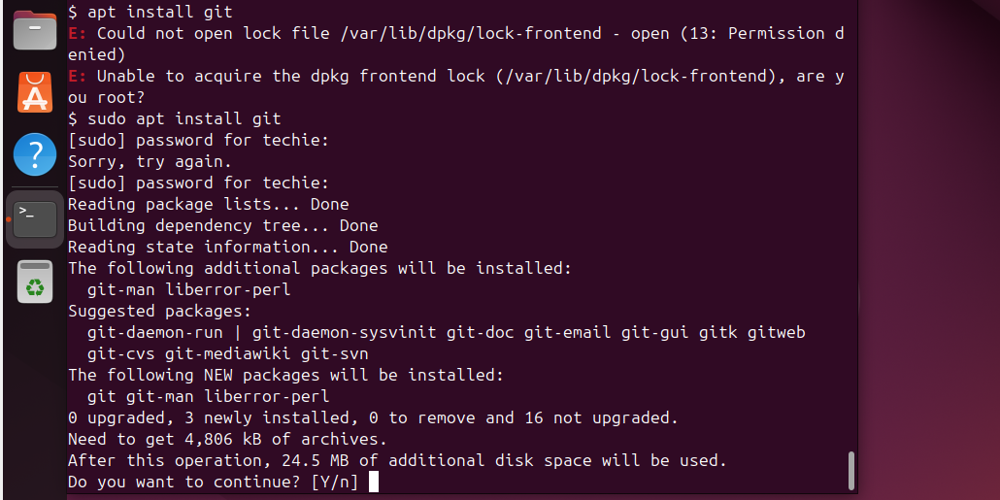 $ apt install git
E: Could not open lock file /var/lib/dpkg/lock-frontend - open (13: Permission d
enied)
E: Unable to acquire the dpkg frontend lock (/var/lib/dpkg/lock-frontend), are y
ou root?
$ sudo apt install git
[sudo] password for techie:
Sorry, try again.
[sudo] password for techie:
Reading package lists... Done
Building dependency tree... Done
Reading state information... Done
The following additional packages will be installed:
  git-man liberror-perl
Suggested packages:
  git-daemon-run | git-daemon-sysvinit git-doc git-email git-gui gitk gitweb
  git-cvs git-mediawiki git-svn
The following NEW packages will be installed:
  git git-man liberror-perl
0 upgraded, 3 newly installed, 0 to remove and 16 not upgraded.
Need to get 4,806 kB of archives.
After this operation, 24.5 MB of additional disk space will be used.
Do you want to continue? [Y/n]